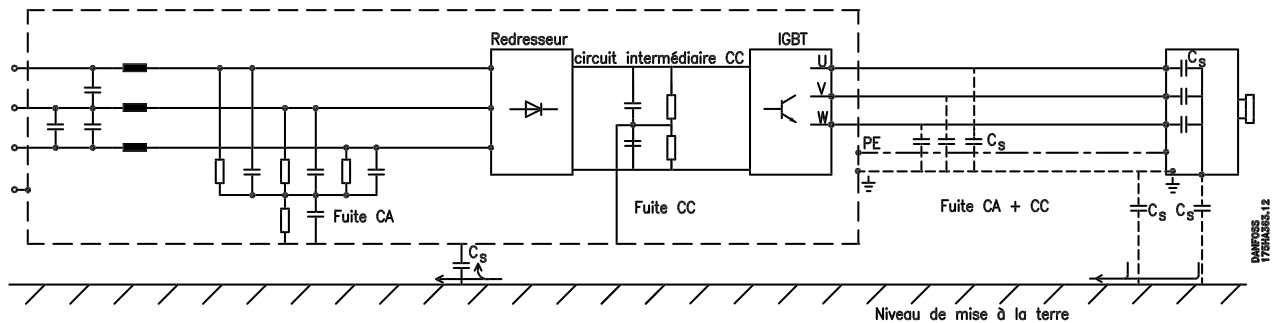 Redresseur
circuit intermédiaire CC
IGBT
U
V
W
Cs
Cs
PE
Fuite CA
Fuite CC
Fuite CA + CC
Cs
Cs
Cs
DANFOSS
175HA363.12
Niveau de mise à la terre